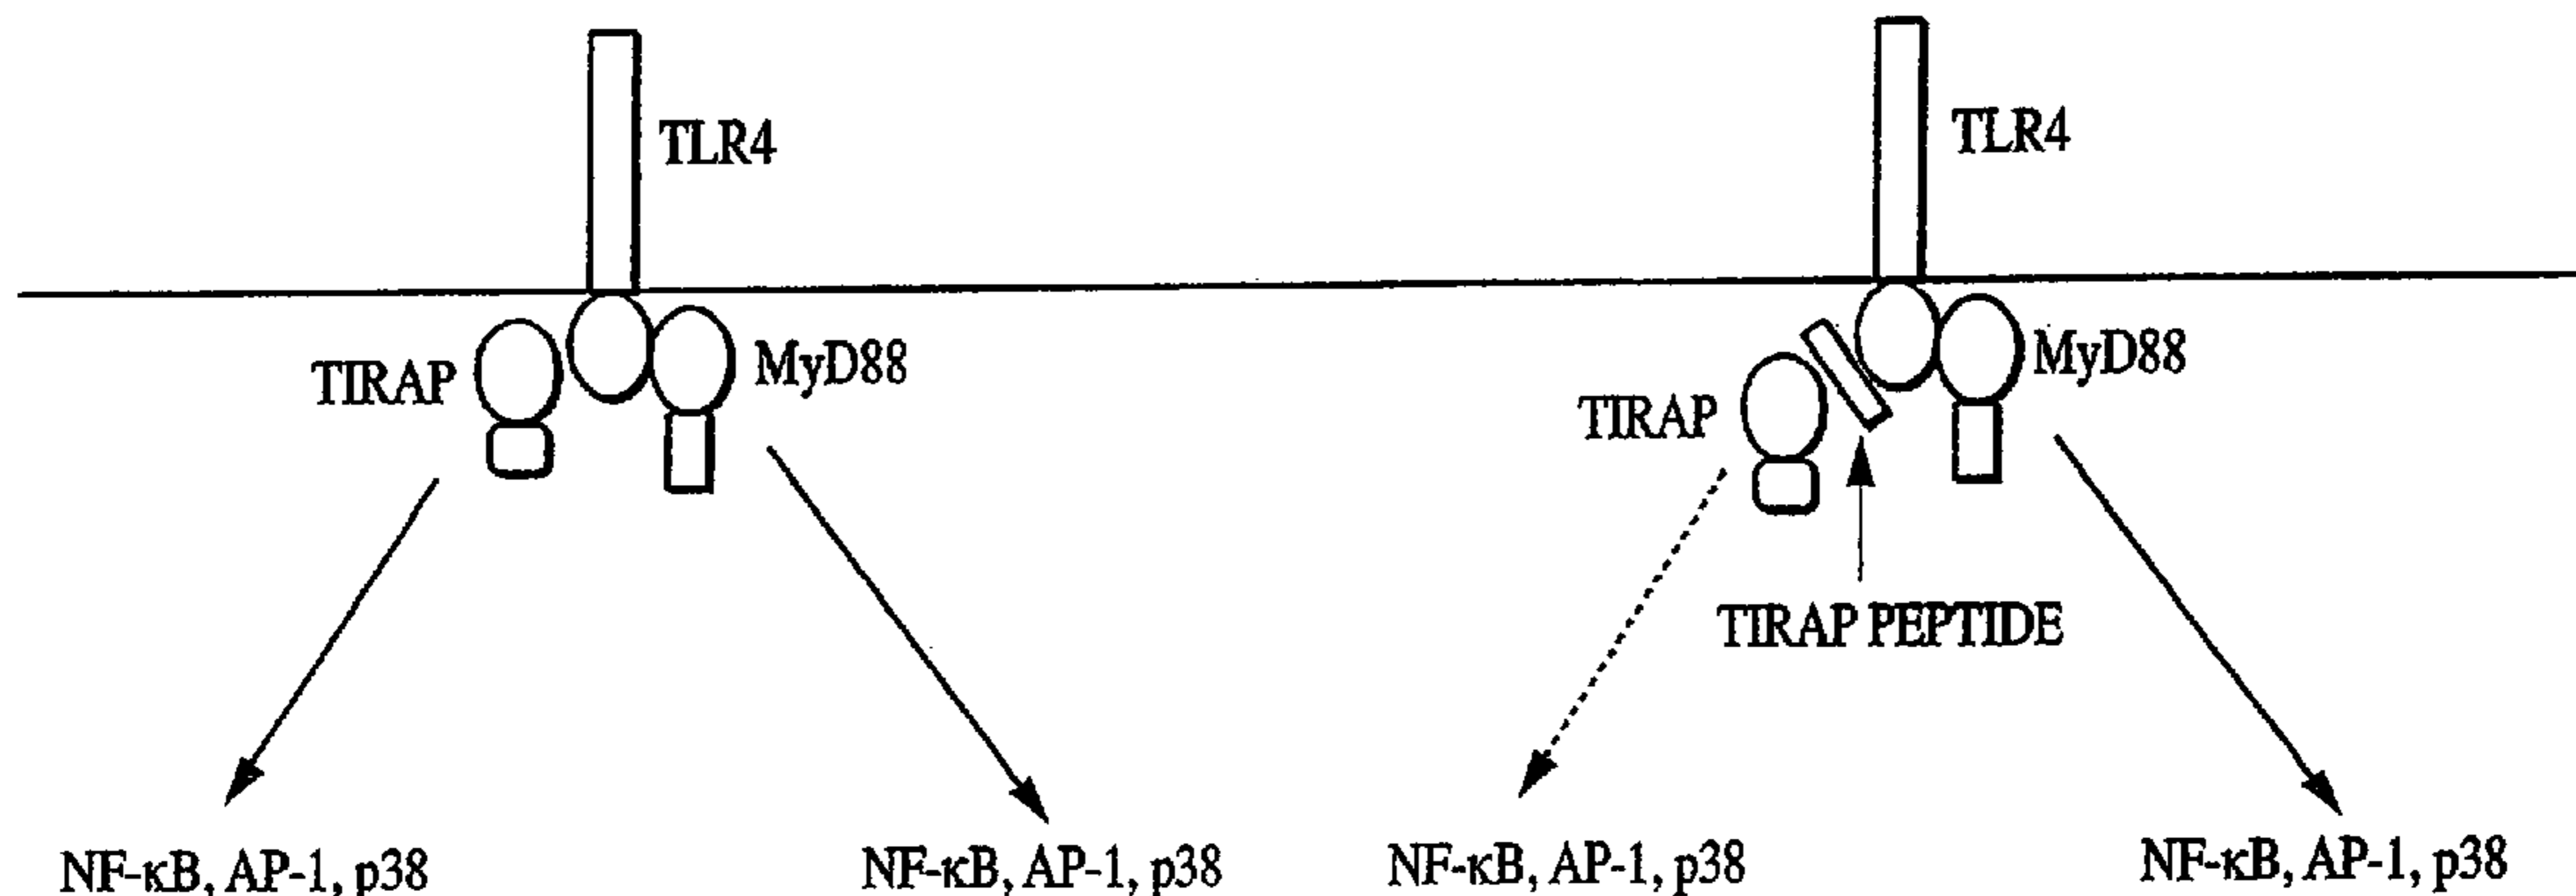 TLR4
TLR4
TIRAP
MyD88
TIRAP
MyD88
TIRAP PEPTIDE
NF-κB, AP-1, p38
NF-κB, AP-1, p38
NF-κB, AP-1, p38
NF-κB, AP-1, p38